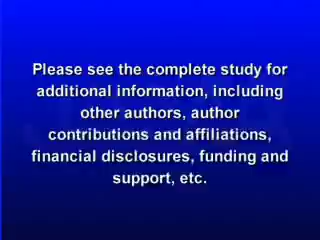 Please see the complete study for
additional information, including
other authors, author
contributions and affiliations,
financial disclosures, funding and
support, etc.